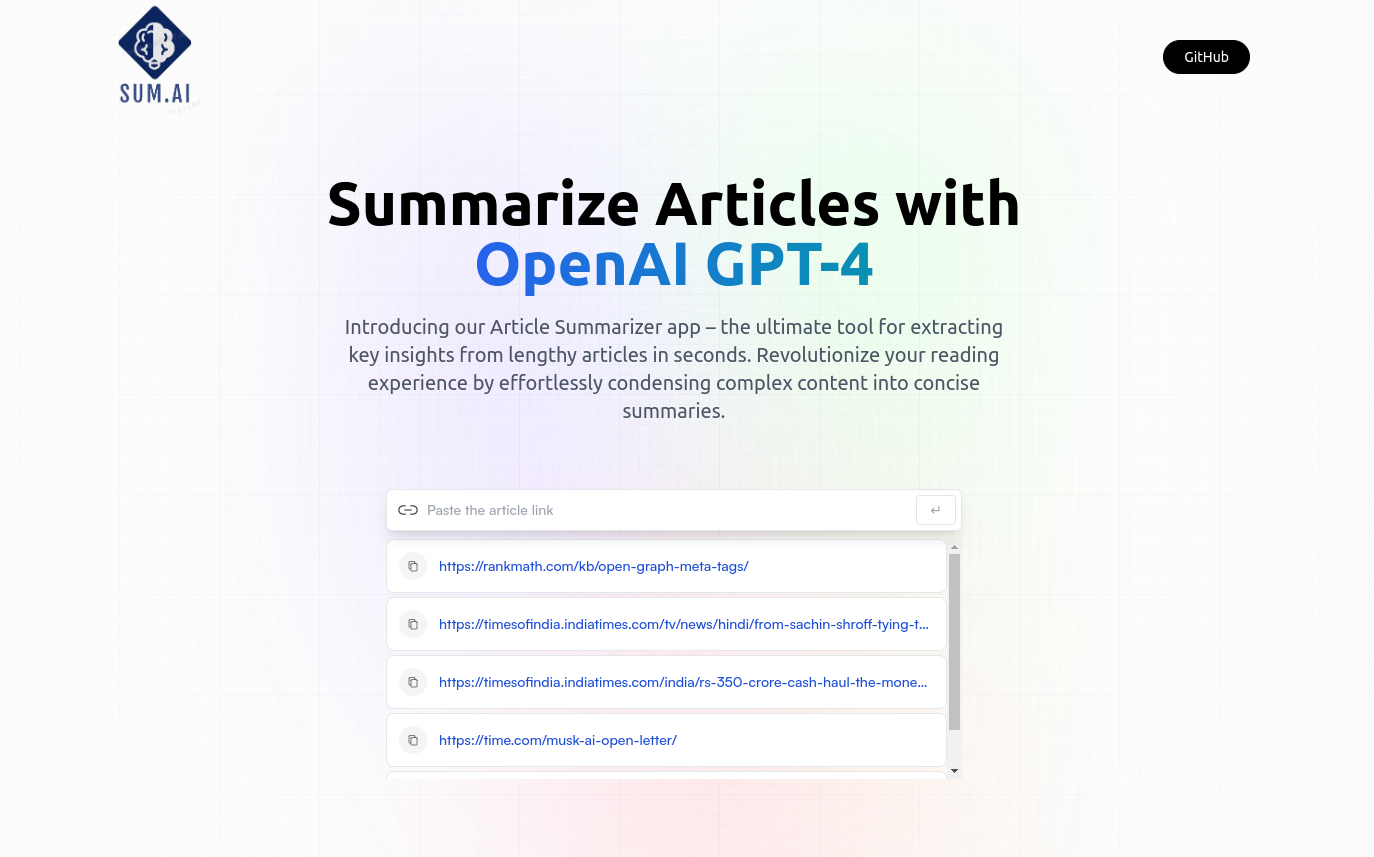 SUM.AI
GitHub
Summarize Articles with
OpenAI GPT-4
Introducing our Article Summarizer app – the ultimate tool for extracting
key insights from lengthy articles in seconds. Revolutionize your reading
experience by effortlessly condensing complex content into concise
summaries.
Paste the article link
↵
https://rankmath.com/kb/open-graph-meta-tags/
https://timesofindia.indiatimes.com/tv/news/hindi/from-sachin-shroff-tying-t...
https://timesofindia.indiatimes.com/india/rs-350-crore-cash-haul-the-mone...
https://time.com/musk-ai-open-letter/